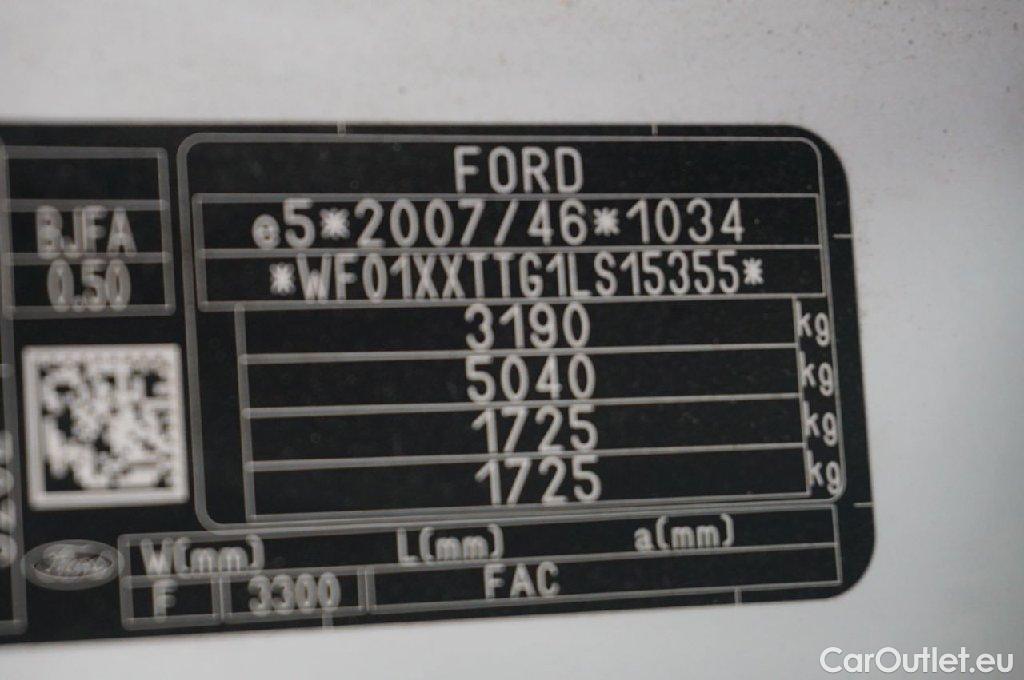 FORD
e5*2007/46*1034
*WF01XXTTG1LS15355*
BJFA
0.50
3190 kg
5040 kg
1725 kg
1725 kg
Ford
W(mm) L(mm) a(mm)
F 3300 FAC
CarOutlet.eu